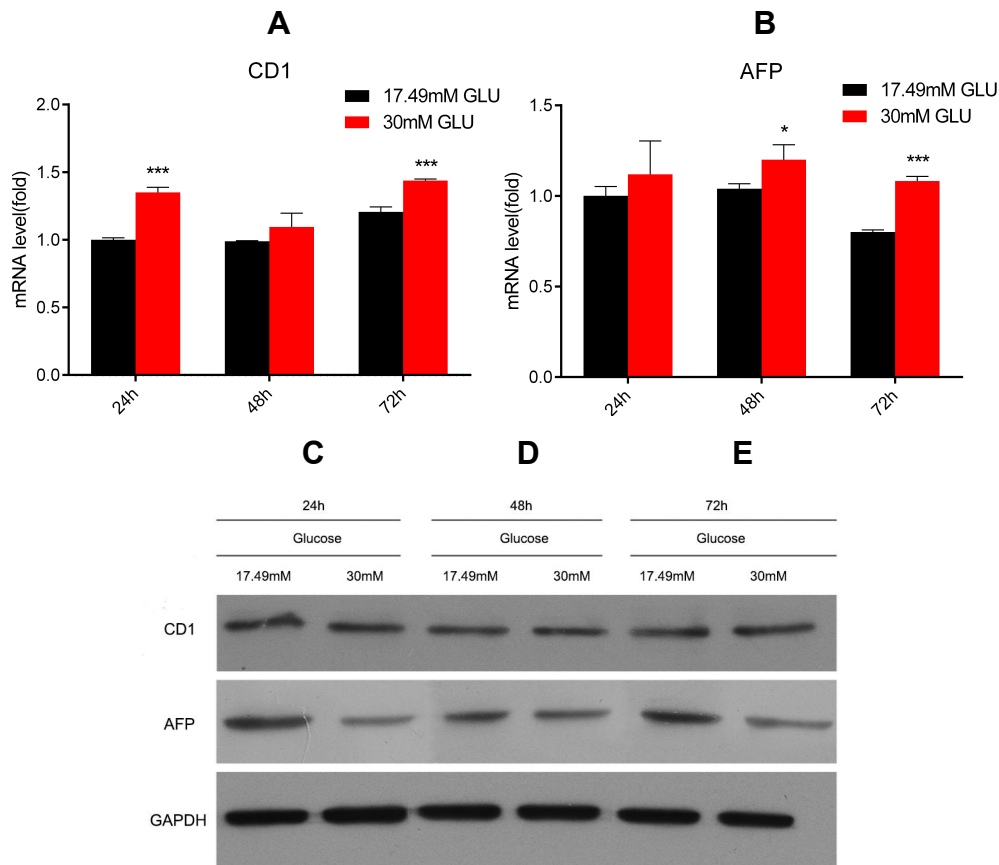 A
CD1
17.49mM GLU
30mM GLU
mRNA level(fold)
2.0
1.5
1.0
0.5
0.0
***
***
24h
48h
72h
B
AFP
17.49mM GLU
30mM GLU
mRNA level(fold)
1.5
1.0
0.5
0.0
*
***
24h
48h
72h
C D E
24h 48h 72h
Glucose Glucose Glucose
17.49mM 30mM 17.49mM 30mM 17.49mM 30mM
CD1
AFP
GAPDH